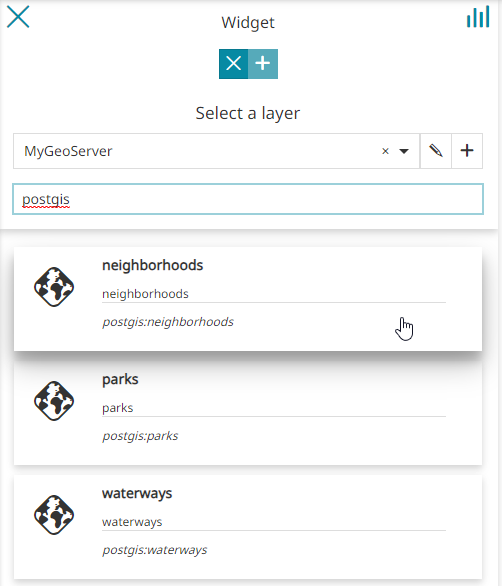 Widget
Select a layer
MyGeoServer
postgis
neighborhoods
neighborhoods
postgis:neighborhoods
parks
parks
postgis:parks
waterways
waterways
postgis:waterways